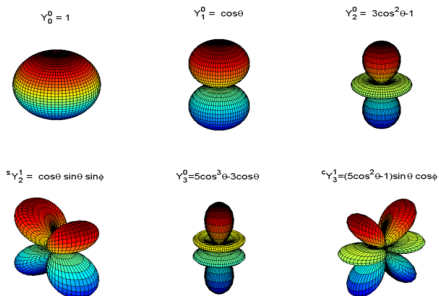 Y₀⁰ = 1
Y₁⁰ = cosθ
Y₂⁰ = 3cos²θ-1
ˢY₂¹ = cosθ sinθ sinϕ
Y₃⁰=5cos³θ-3cosθ
ᶜY₃¹=(5cos²θ-1)sinθ cosϕ